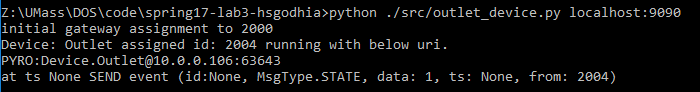 Z:\UMass\DOS\code\spring17-lab3-hsgodhia>python ./src/outlet_device.py localhost:9090
initial gateway assignment to 2000
Device: Outlet assigned id: 2004 running with below uri.
PYRO:Device.Outlet@10.0.0.106:63643
at ts None SEND event (id:None, MsgType.STATE, data: 1, ts: None, from: 2004)